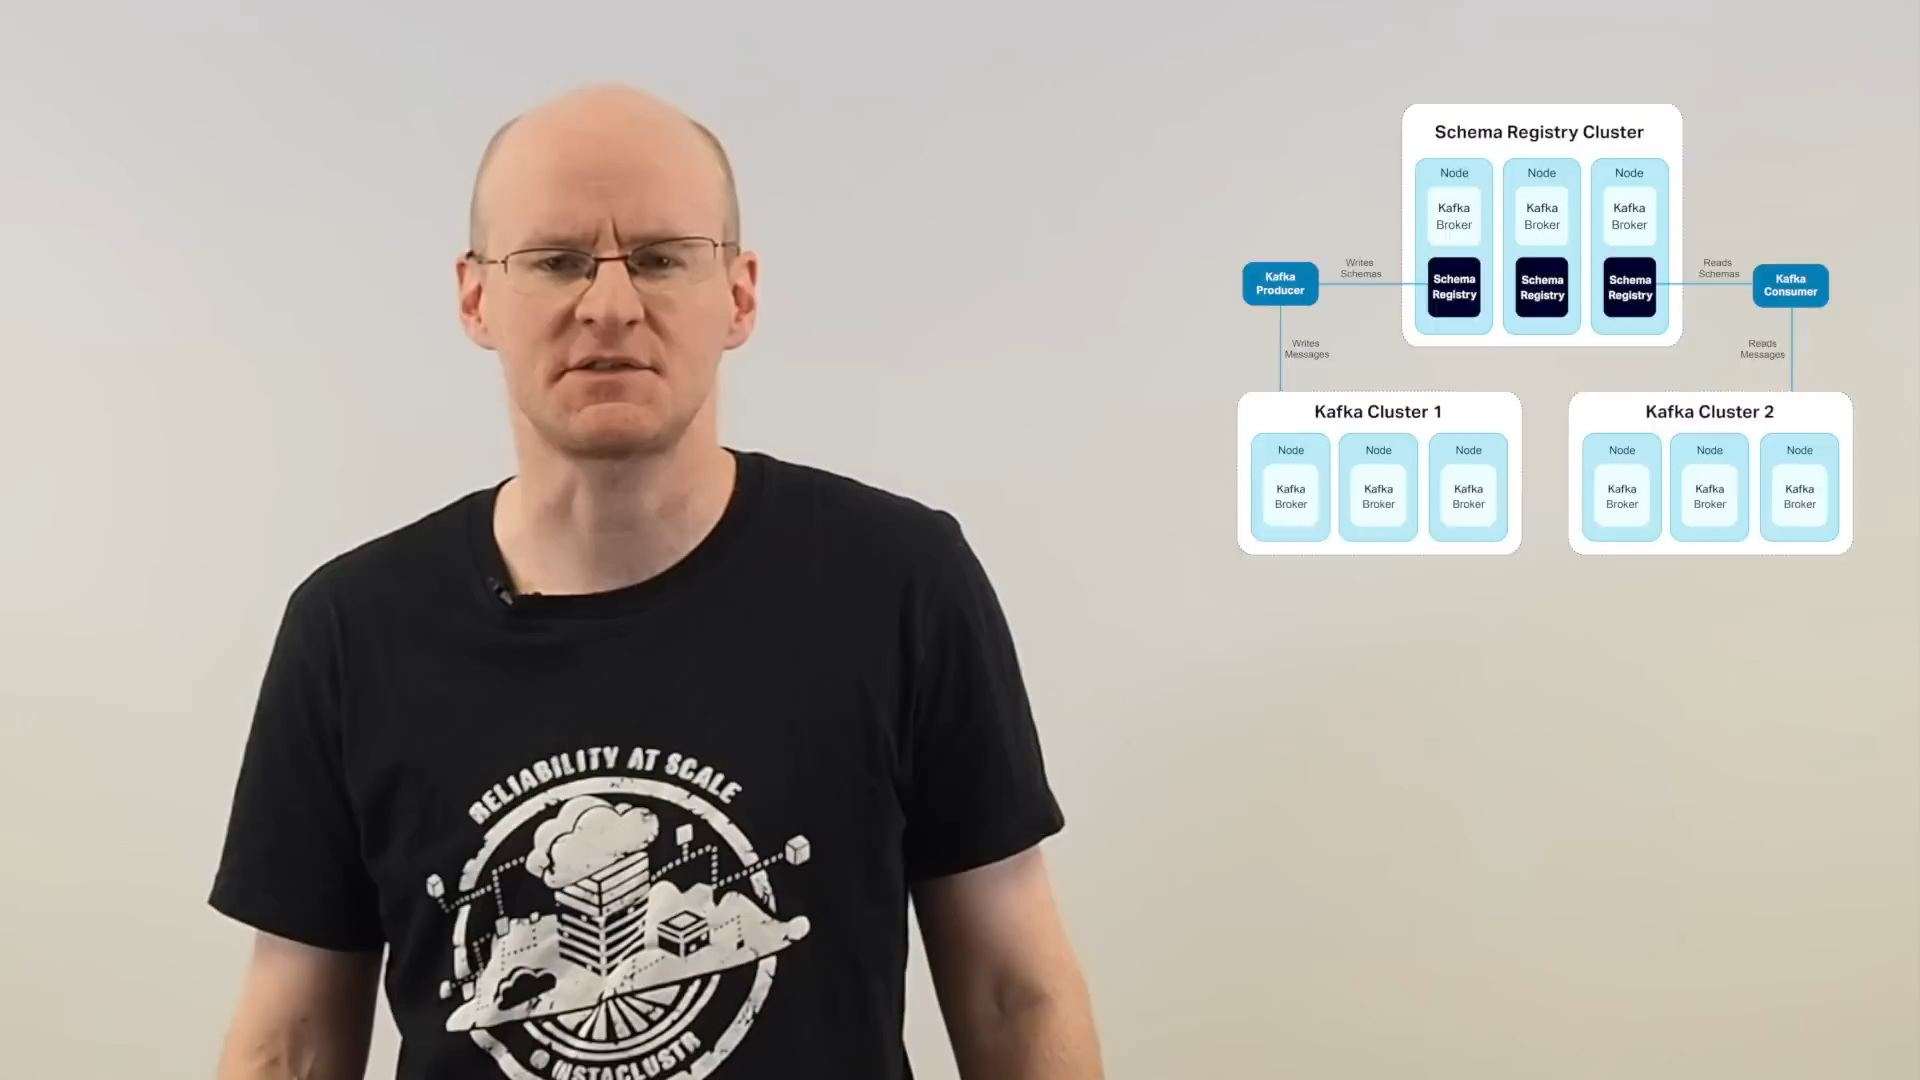 Schema Registry Cluster
Node
Node
Node
Kafka
Broker
Kafka
Broker
Kafka
Broker
Schema
Registry
Schema
Registry
Schema
Registry
Kafka
Producer
Writes
Schemas
Reads
Schemas
Kafka
Consumer
Writes
Messages
Reads
Messages
Kafka Cluster 1
Node
Node
Node
Kafka
Broker
Kafka
Broker
Kafka
Broker
Kafka Cluster 2
Node
Node
Node
Kafka
Broker
Kafka
Broker
Kafka
Broker
RELIABILITY AT SCALE
@ INSTACLUSTR